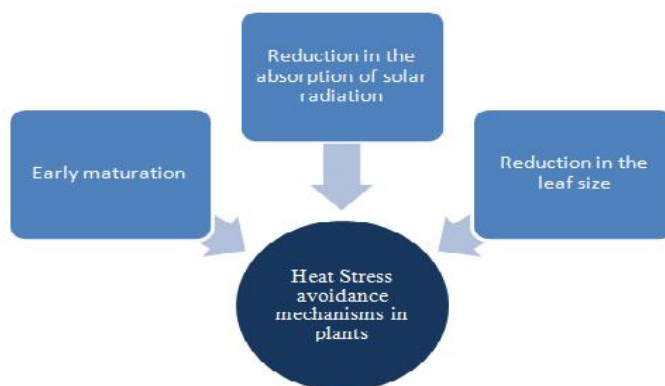 Reduction in the
absorption of solar
radiation
Early maturation
Reduction in the
leaf size
Heat Stress
avoidance
mechanisms in
plants